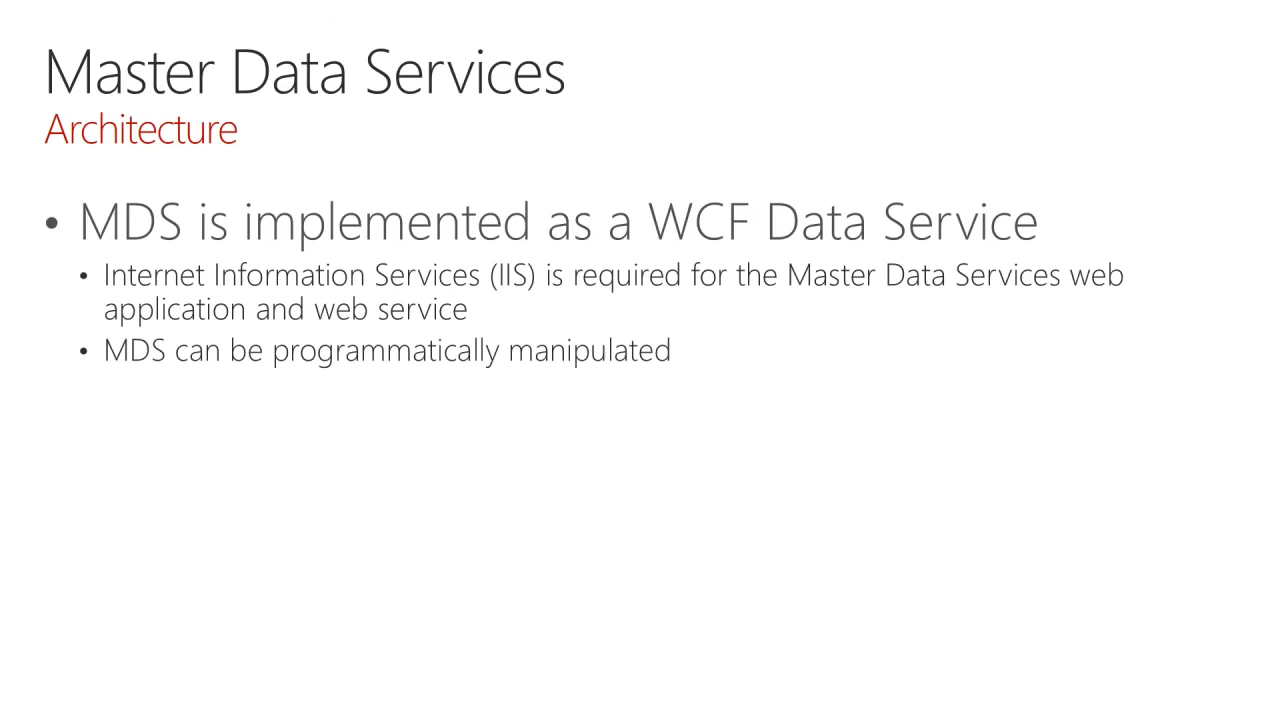 Master Data Services
Architecture
• MDS is implemented as a WCF Data Service
• Internet Information Services (IIS) is required for the Master Data Services web
application and web service
• MDS can be programmatically manipulated